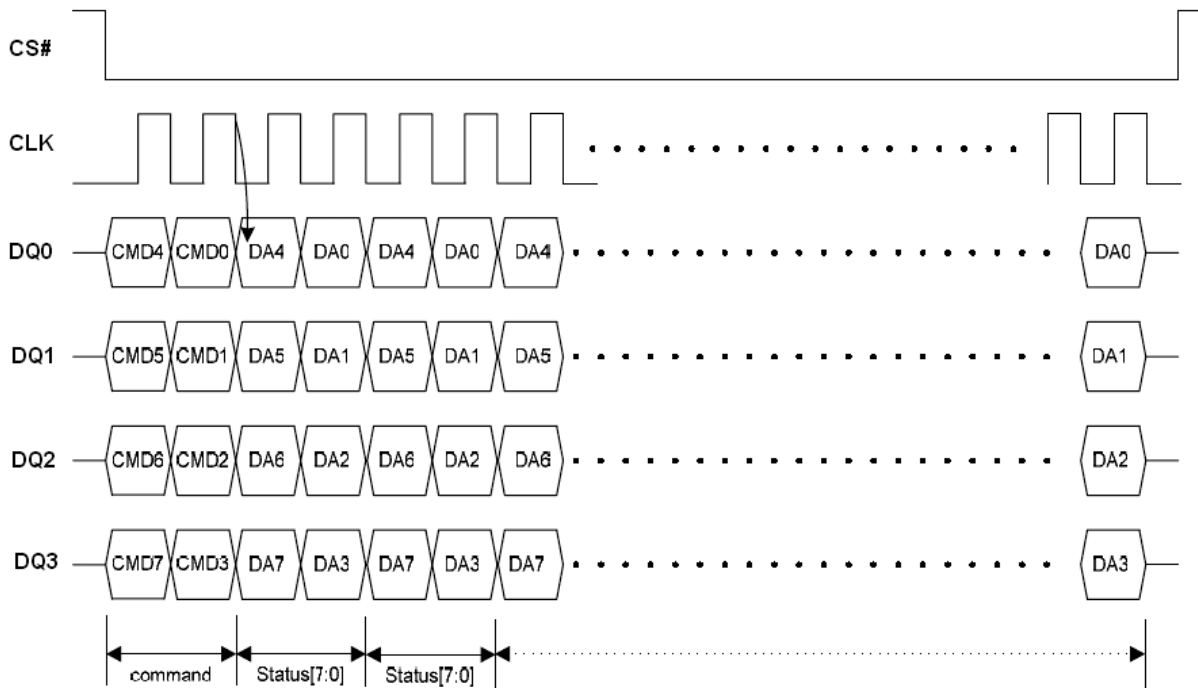 CS#
CLK
DQ0 CMD4 CMD0 DA4 DA0 DA4 DA0 DA4 DA0
DQ1 CMD5 CMD1 DA5 DA1 DA5 DA1 DA5 DA1
DQ2 CMD6 CMD2 DA6 DA2 DA6 DA2 DA6 DA2
DQ3 CMD7 CMD3 DA7 DA3 DA7 DA3 DA7 DA3
command Status[7:0] Status[7:0]